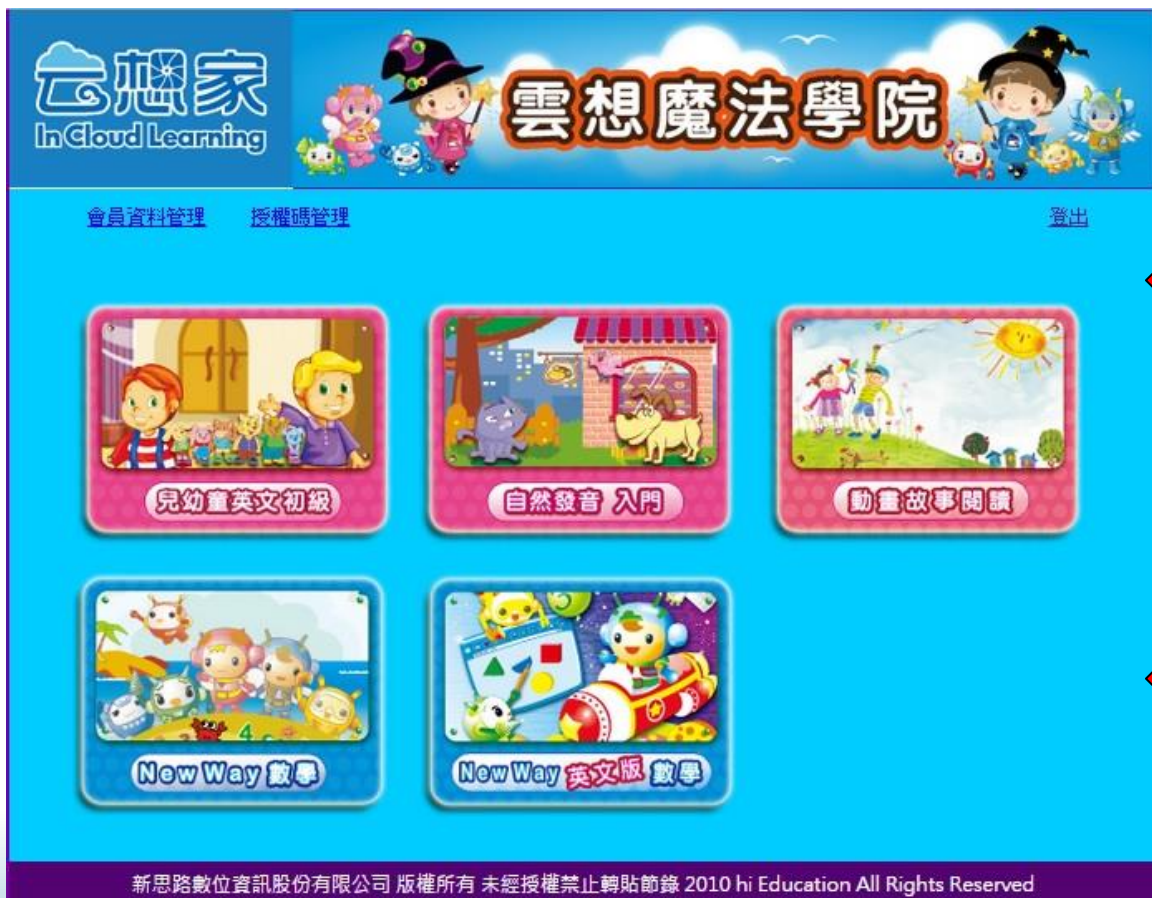 云想家
In Cloud Learning
雲想魔法學院
會員資料管理 授權碼管理 登出
兒幼童英文初級
自然發音 入門
動畫故事閱讀
4
NewWay 數學
NewWay 英文版 數學
新思路數位資訊股份有限公司 版權所有 未經授權禁止轉貼節錄 2010 hi Education All Rights Reserved